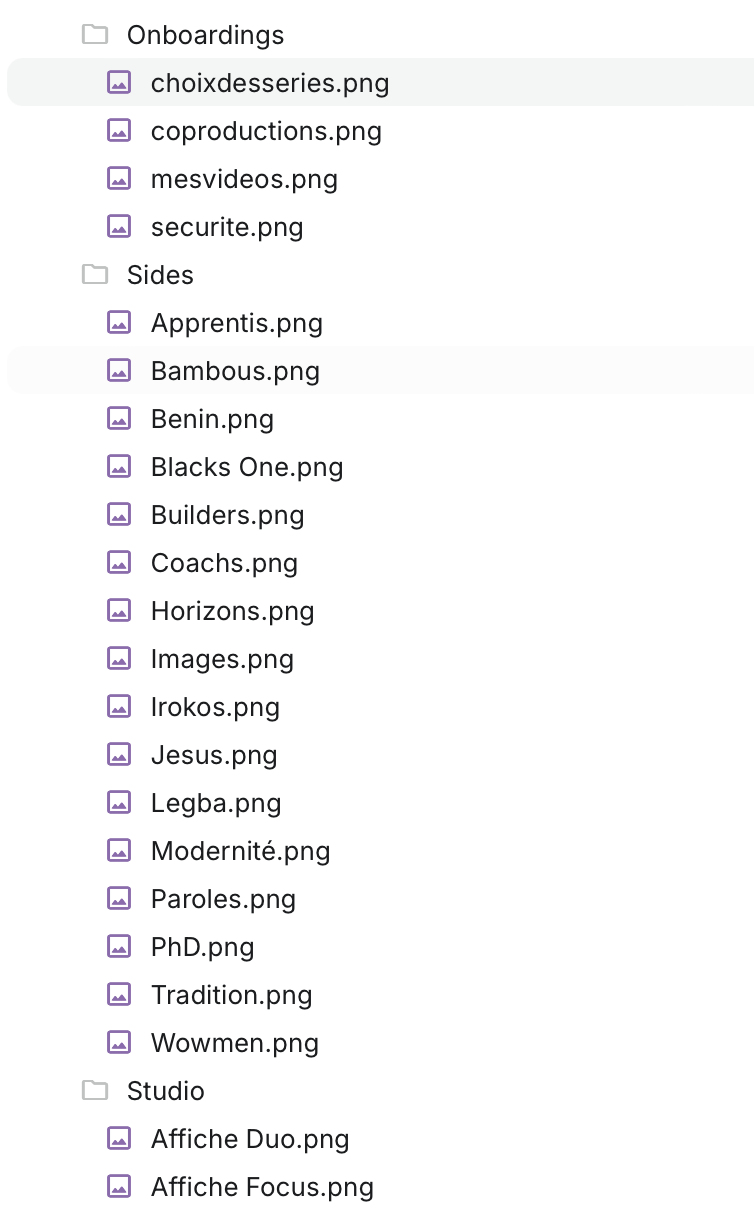 Onboardings
choixdesseries.png
coproductions.png
mesvideos.png
securite.png
Sides
Apprentis.png
Bambous.png
Benin.png
Blacks One.png
Builders.png
Coachs.png
Horizons.png
Images.png
Irokos.png
Jesus.png
Legba.png
Modernité.png
Paroles.png
PhD.png
Tradition.png
Wowmen.png
Studio
Affiche Duo.png
Affiche Focus.png